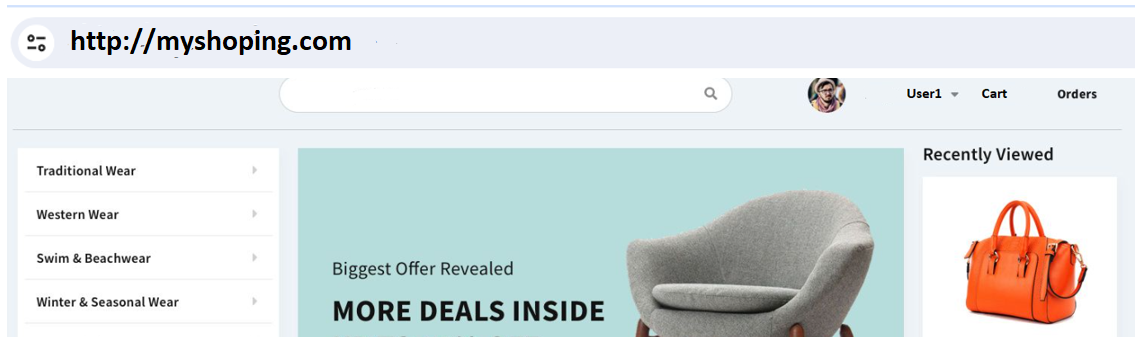 http://myshoping.com
User1
Cart
Orders
Traditional Wear
Western Wear
Swim & Beachwear
Winter & Seasonal Wear
Biggest Offer Revealed
MORE DEALS INSIDE
Recently Viewed